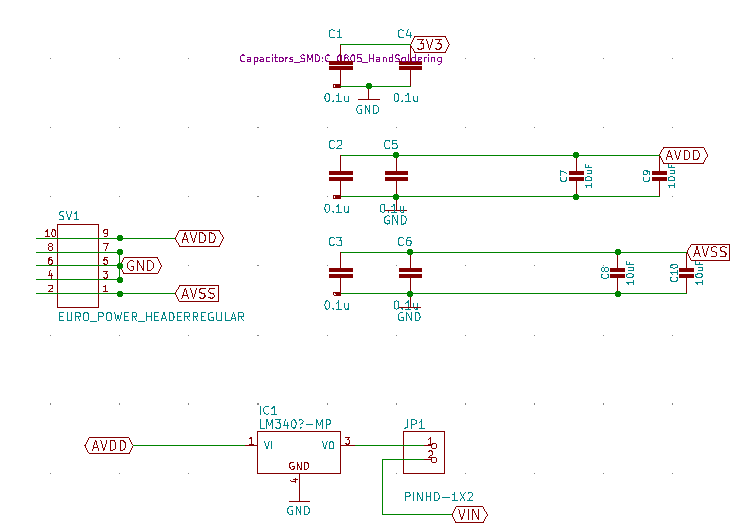 C1 C4 3V3
Capacitors_SMD:C_0805_HandSoldering
0.1u 0.1u
GND
C2 C5
AVDD
C7 10uF C9 10uF
0.1u 0.1u
GND
SV1
10 9 AVDD
8 7
6 5 GND
4 3
2 1 AVSS
EURO_POWER_HEADERREGULAR
C3 C6
AVSS
C8 10uF C10 10uF
0.1u 0.1u
GND
IC1
LM340?-MP
JP1
AVDD 1 VI VO 3 1
2
GND
4
GND
PINHD-1X2
VIN